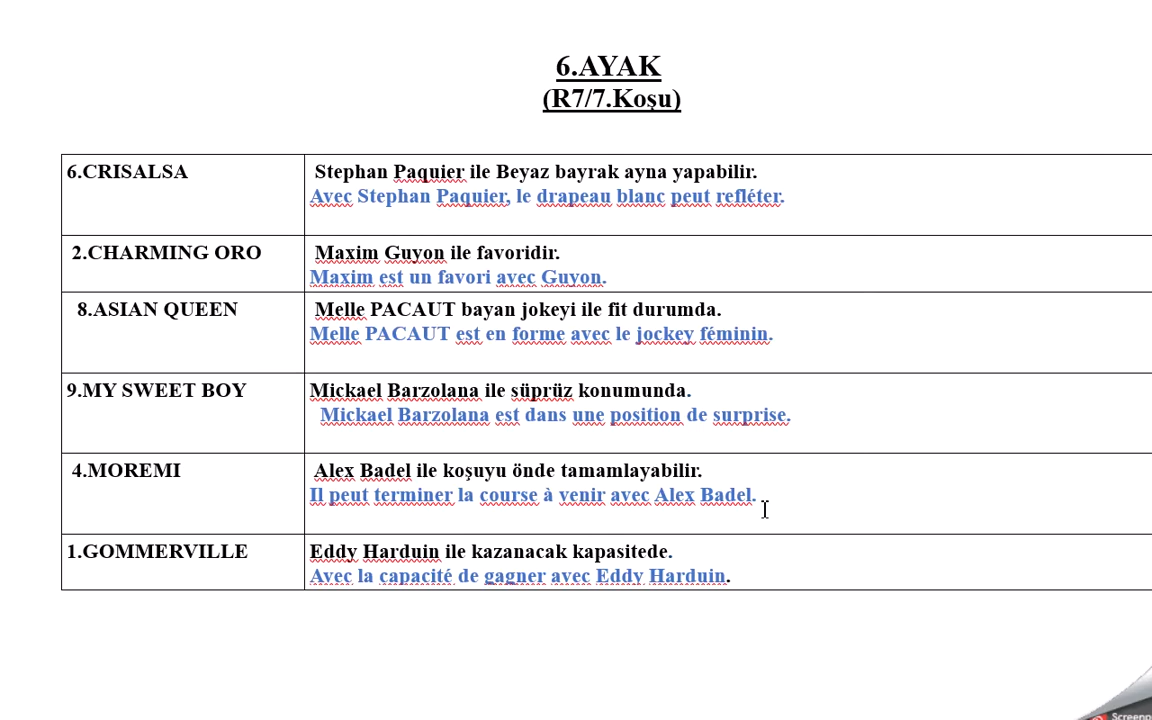 6.AYAK
(R7/7.Koşu)
6.CRISALSA
Stephan Paquier ile Beyaz bayrak ayna yapabilir.
Avec Stephan Paquier, le drapeau blanc peut refléter.
2.CHARMING ORO
Maxim Guyon ile favoridir.
Maxim est un favori avec Guyon.
8.ASIAN QUEEN
Melle PACAUT bayan jokeyi ile fit durumda.
Melle PACAUT est en forme avec le jockey féminin.
9.MY SWEET BOY
Mickael Barzolana ile süprüz konumunda.
Mickael Barzolana est dans une position de surprise.
4.MOREMI
Alex Badel ile koşuyu önde tamamlayabilir.
Il peut terminer la course à venir avec Alex Badel.
1.GOMMERVILLE
Eddy Harduin ile kazanacak kapasitede.
Avec la capacité de gagner avec Eddy Harduin.